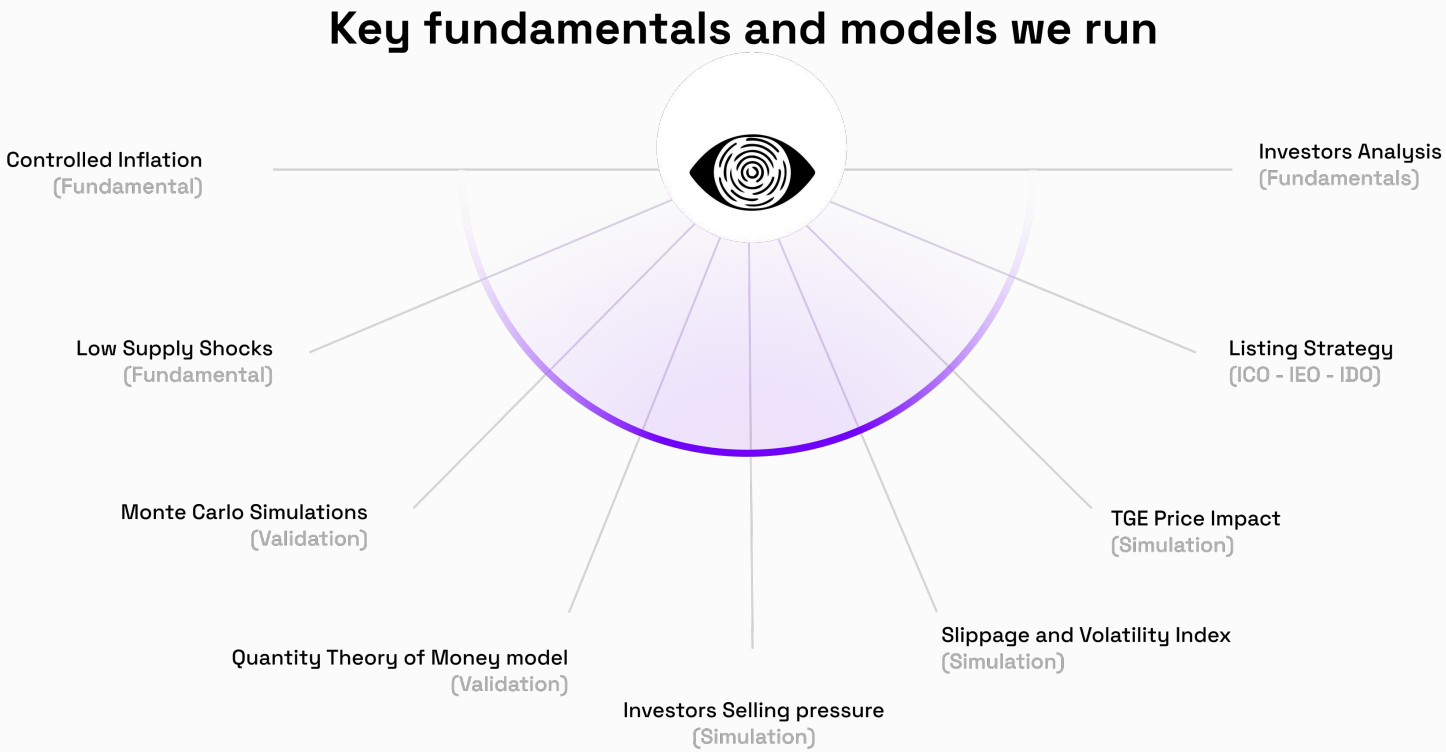 Key fundamentals and models we run
Controlled Inflation
(Fundamental)
Investors Analysis
(Fundamentals)
Low Supply Shocks
(Fundamental)
Listing Strategy
(ICO - IEO - IDO)
Monte Carlo Simulations
(Validation)
TGE Price Impact
(Simulation)
Quantity Theory of Money model
(Validation)
Slippage and Volatility Index
(Simulation)
Investors Selling pressure
(Simulation)